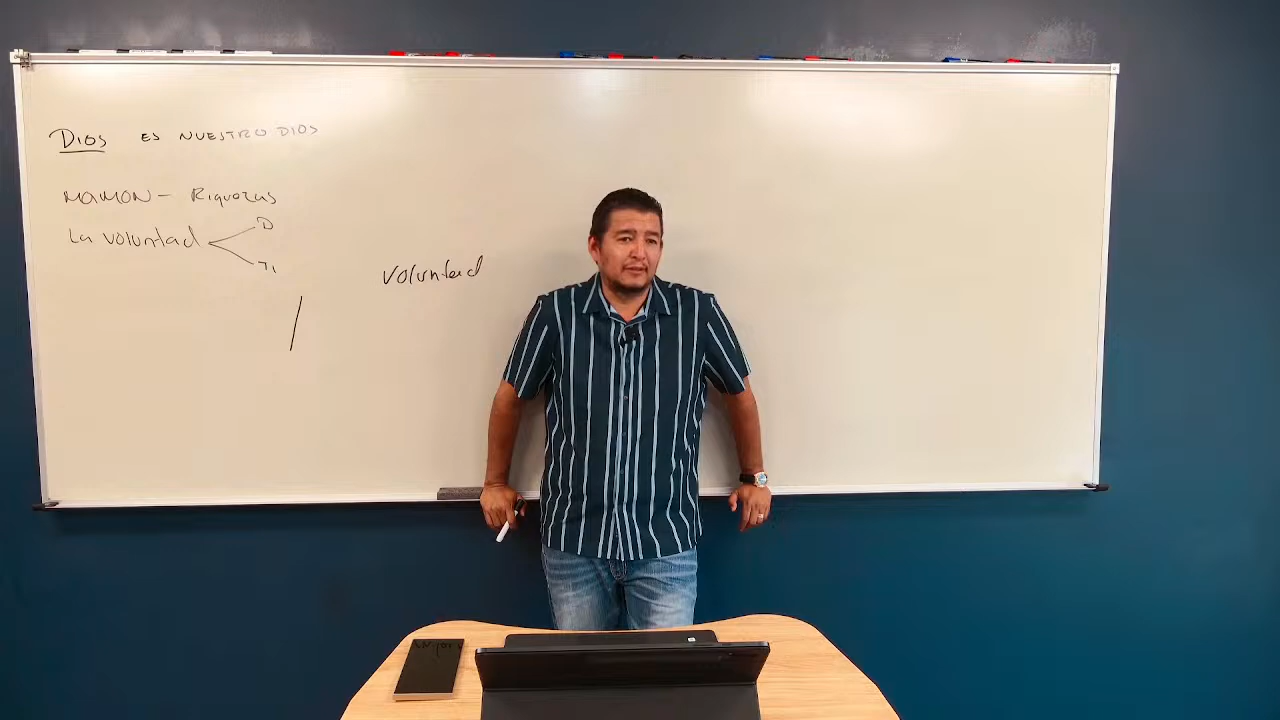 DIOS ES NUESTRO DIOS
MAMON - Riquezas
La voluntad
D
voluntad